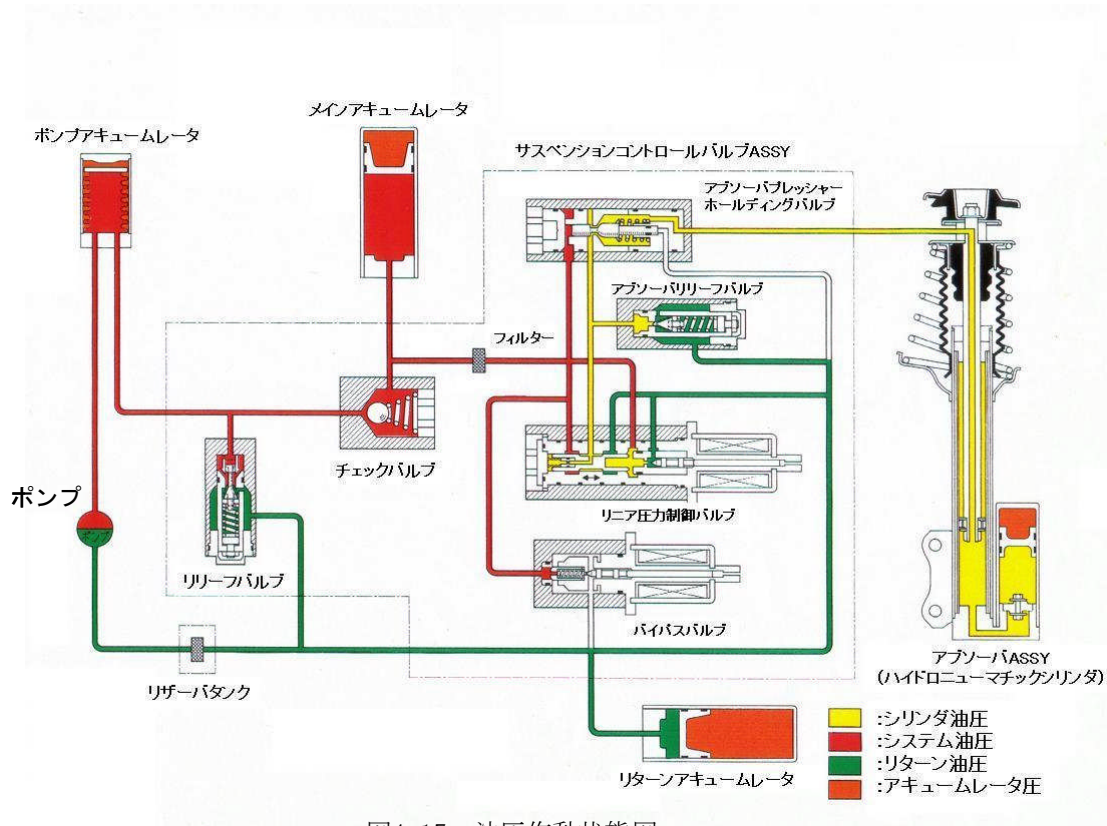 メインアキュームレータ
ポンプアキュームレータ
サスペンションコントロールバルブASSY
アブソーバプレッシャー
ホールディングバルブ
アブソーバリリーフバルブ
フィルター
チェックバルブ
ポンプ
ポンプ
リニア圧力制御バルブ
リリーフバルブ
バイパスバルブ
アブソーバASSY
(ハイドロニューマチックシリンダ)
リザーバタンク
リターンアキュームレータ
:シリンダ油圧
:システム油圧
:リターン油圧
:アキュームレータ圧